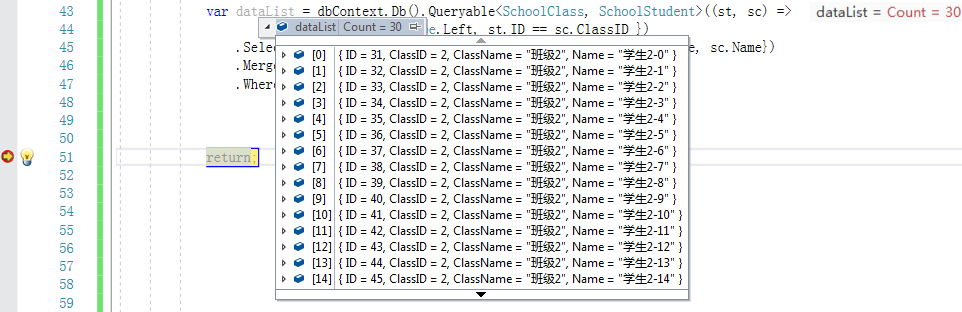 43 var dataList = dbContext.Db().Queryable<SchoolClass, SchoolStudent>((st, sc) => dataList = Count = 30
dataList Count = 30
44 e.Left, st.ID == sc.ClassID })
45 .Selec e, sc.Name})
46 .Merge
47 .Where
48
49
50
51 return;
52
53
54
55
56
57
58
59
[0] { ID = 31, ClassID = 2, ClassName = "班级2", Name = "学生2-0" }
[1] { ID = 32, ClassID = 2, ClassName = "班级2", Name = "学生2-1" }
[2] { ID = 33, ClassID = 2, ClassName = "班级2", Name = "学生2-2" }
[3] { ID = 34, ClassID = 2, ClassName = "班级2", Name = "学生2-3" }
[4] { ID = 35, ClassID = 2, ClassName = "班级2", Name = "学生2-4" }
[5] { ID = 36, ClassID = 2, ClassName = "班级2", Name = "学生2-5" }
[6] { ID = 37, ClassID = 2, ClassName = "班级2", Name = "学生2-6" }
[7] { ID = 38, ClassID = 2, ClassName = "班级2", Name = "学生2-7" }
[8] { ID = 39, ClassID = 2, ClassName = "班级2", Name = "学生2-8" }
[9] { ID = 40, ClassID = 2, ClassName = "班级2", Name = "学生2-9" }
[10] { ID = 41, ClassID = 2, ClassName = "班级2", Name = "学生2-10" }
[11] { ID = 42, ClassID = 2, ClassName = "班级2", Name = "学生2-11" }
[12] { ID = 43, ClassID = 2, ClassName = "班级2", Name = "学生2-12" }
[13] { ID = 44, ClassID = 2, ClassName = "班级2", Name = "学生2-13" }
[14] { ID = 45, ClassID = 2, ClassName = "班级2", Name = "学生2-14" }